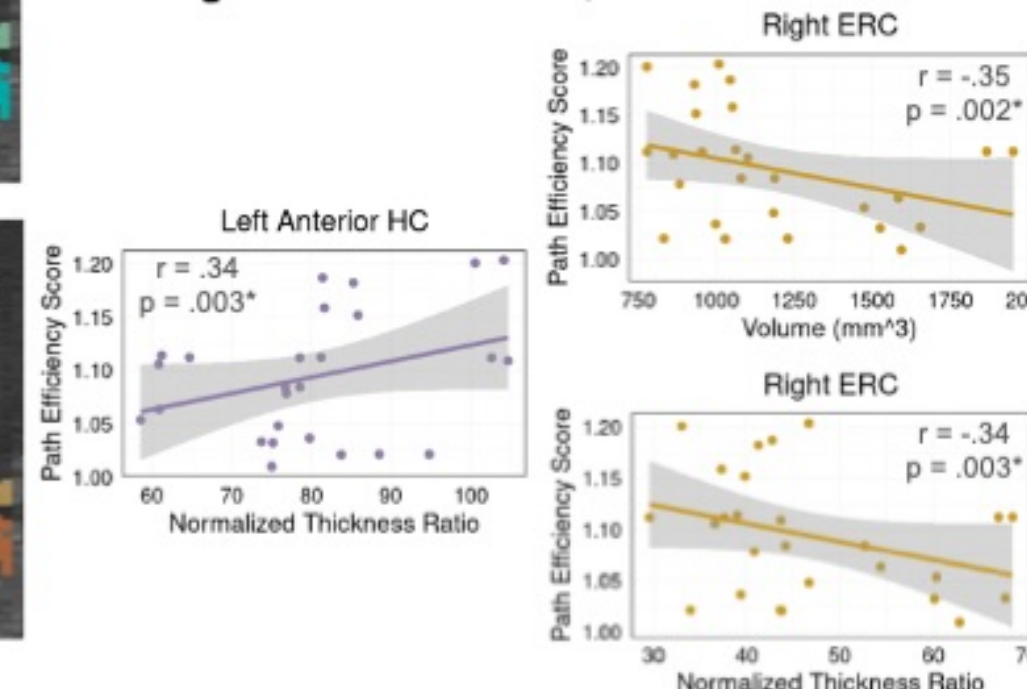 Right ERC
r = -.35
p = .002*
Path Efficiency Score
1.20
1.15
1.10
1.05
1.00
750 1000 1250 1500 1750
Volume (mm^3)
Left Anterior HC
r = .34
p = .003*
Path Efficiency Score
1.20
1.15
1.10
1.05
1.00
60 70 80 90 100
Normalized Thickness Ratio
Right ERC
r = -.34
p = .003*
Path Efficiency Score
1.20
1.15
1.10
1.05
1.00
30 40 50 60
Normalized Thickness Ratio